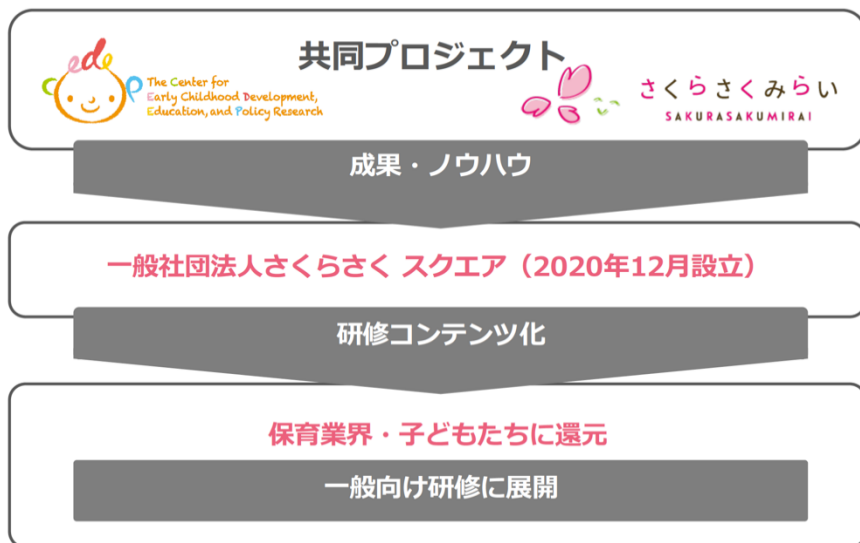 共同プロジェクト
Cedep
The Center for
Early Childhood Development,
Education, and Policy Research
さくらさくみらい
SAKURASAKUMIRAI
成果・ノウハウ
一般社団法人さくらさく スクエア（2020年12月設立）
研修コンテンツ化
保育業界・子どもたちに還元
一般向け研修に展開